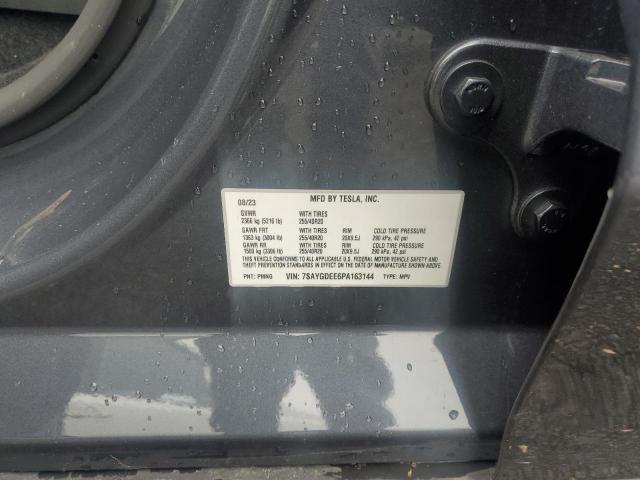 08/23 MFD BY TESLA, INC.
GVWR WITH TIRES
2366 kg (5216 lb) 255/40R20
GAWR FRT WITH TIRES RIM COLD TIRE PRESSURE
1363 kg (3004 lb) 255/40R20 20X9.5J 290 kPa, 42 psi
GAWR RR WITH TIRES RIM COLD TIRE PRESSURE
1500 kg (3306 lb) 255/40R20 20X9.5J 290 kPa, 42 psi
THIS VEHICLE CONFORMS TO ALL APPLICABLE U.S. FEDERAL MOTOR VEHICLE
SAFETY AND THEFT PREVENTION STANDARDS IN EFFECT ON THE DATE OF
MANUFACTURE SHOWN ABOVE.
PNT: PMNG VIN: 7SAYGDEE6PA163144 TYPE: MPV